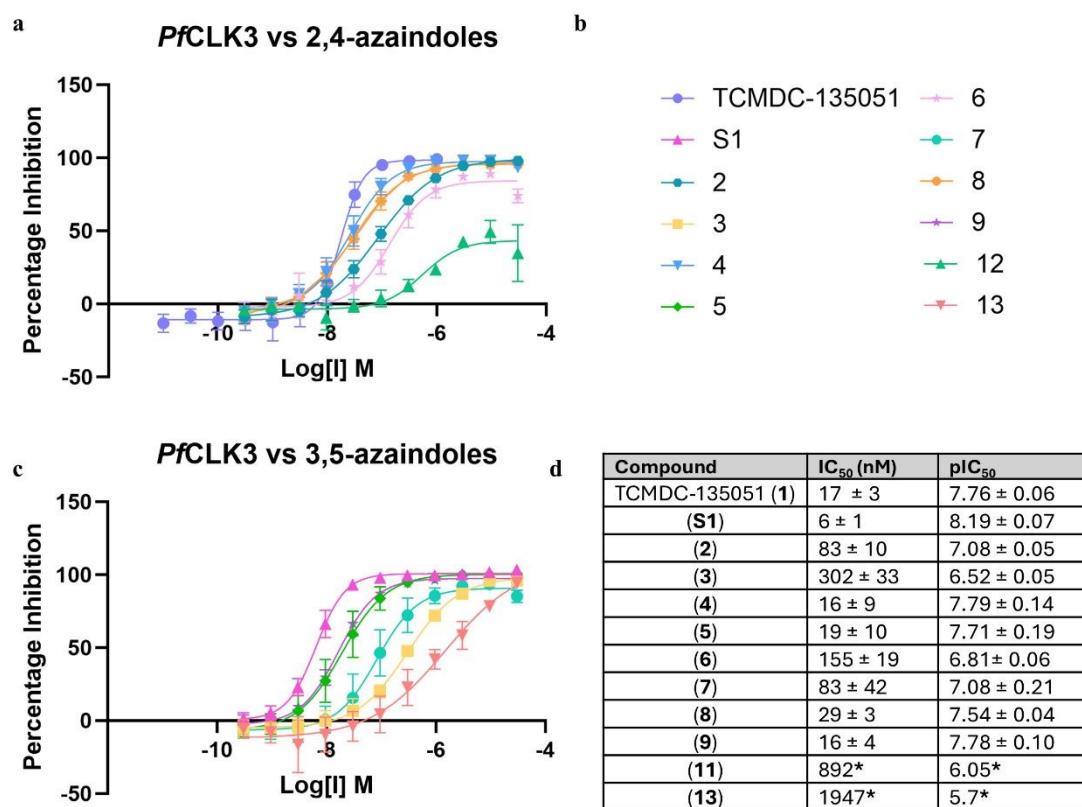 a
PfCLK3 vs 2,4-azaindoles
150
100
50
0
-50
Percentage Inhibition
-10
-8
-6
-4
Log[I] M
b
TCMDC-135051
S1
2
3
4
5
6
7
8
9
12
13
c
PfCLK3 vs 3,5-azaindoles
150
100
50
0
-50
Percentage Inhibition
-10
-8
-6
-4
Log[I] M
d
Compound IC50 (nM) pIC50
TCMDC-135051 (1) 17 ± 3 7.76 ± 0.06
(S1) 6 ± 1 8.19 ± 0.07
(2) 83 ± 10 7.08 ± 0.05
(3) 302 ± 33 6.52 ± 0.05
(4) 16 ± 9 7.79 ± 0.14
(5) 19 ± 10 7.71 ± 0.19
(6) 155 ± 19 6.81± 0.06
(7) 83 ± 42 7.08 ± 0.21
(8) 29 ± 3 7.54 ± 0.04
(9) 16 ± 4 7.78 ± 0.10
(11) 892* 6.05*
(13) 1947* 5.7*